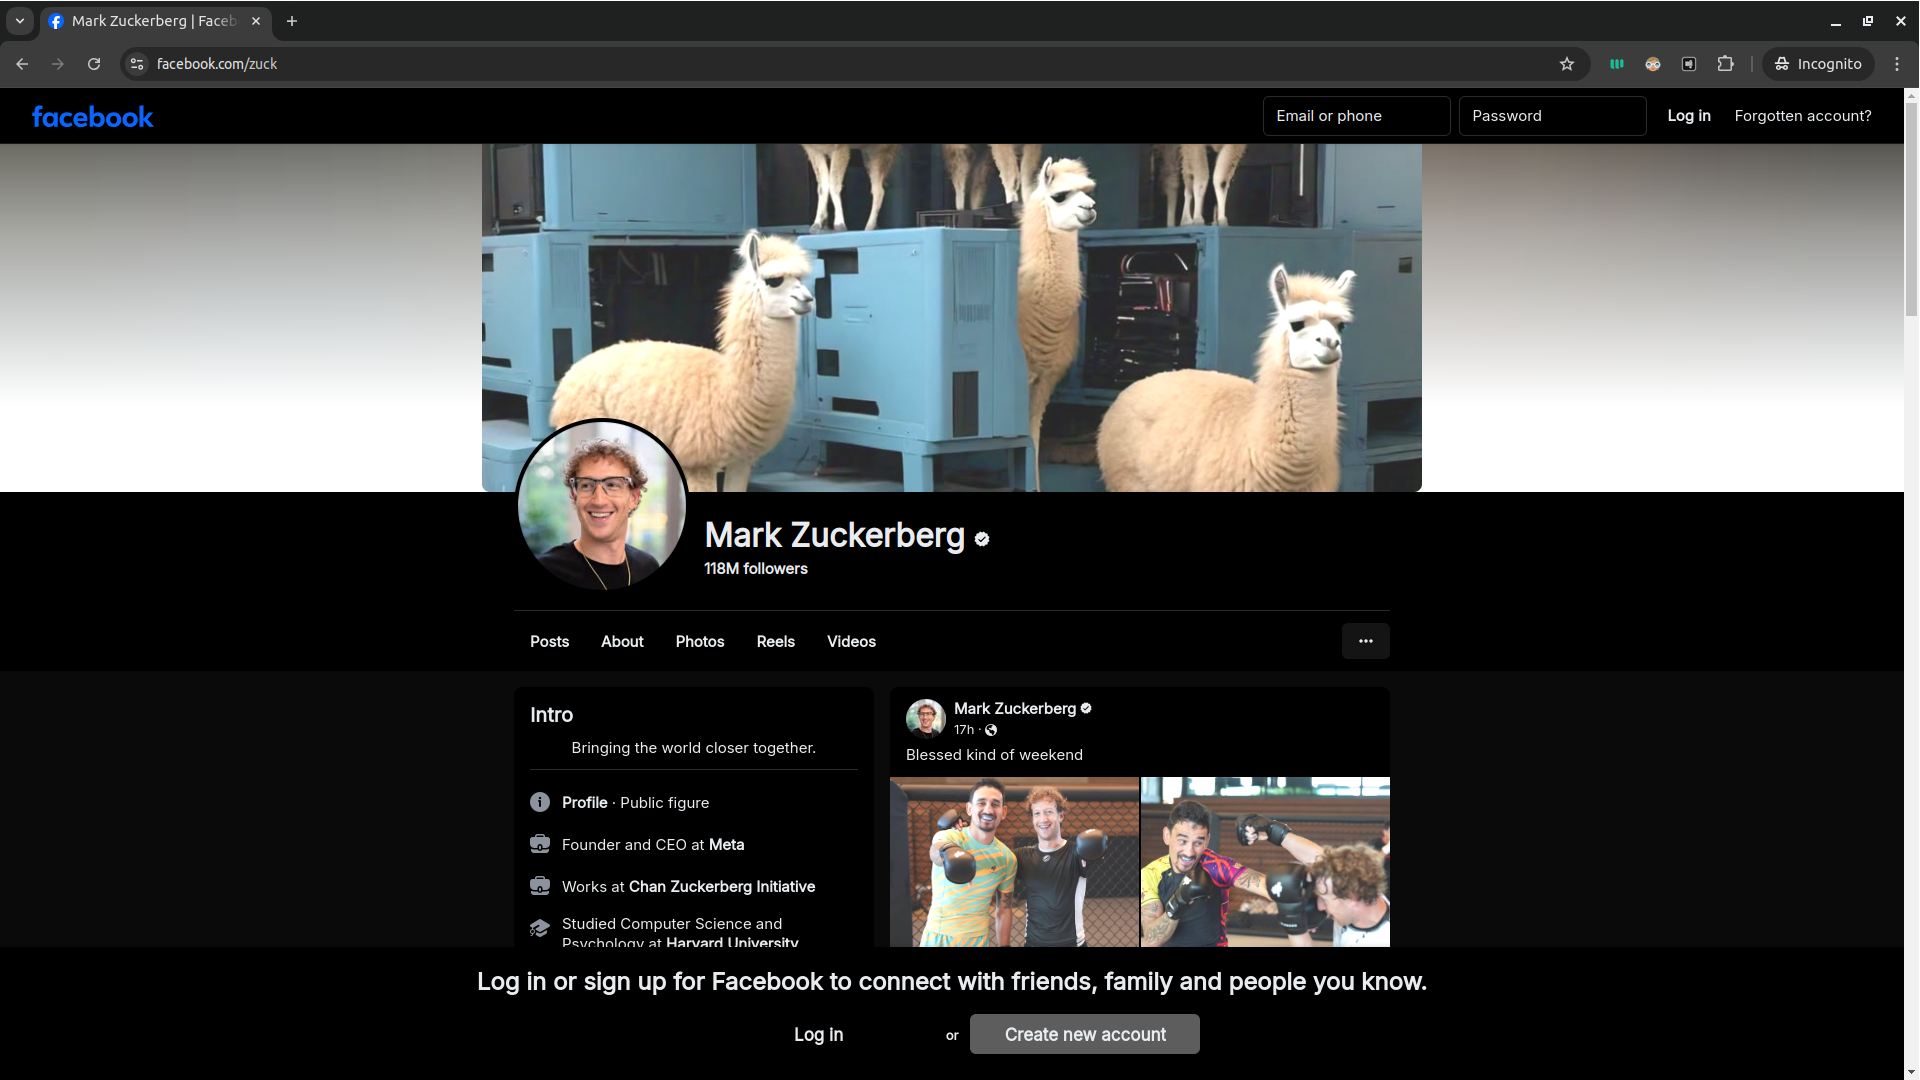 Mark Zuckerberg | Faceb
facebook.com/zuck
Incognito
facebook
Email or phone
Password
Log in
Forgotten account?
Mark Zuckerberg
118M followers
Posts
About
Photos
Reels
Videos
Intro
Bringing the world closer together.
Profile · Public figure
Founder and CEO at Meta
Works at Chan Zuckerberg Initiative
Studied Computer Science and
Psychology at Harvard University
Mark Zuckerberg
17h ·
Blessed kind of weekend
Log in or sign up for Facebook to connect with friends, family and people you know.
Log in
or
Create new account